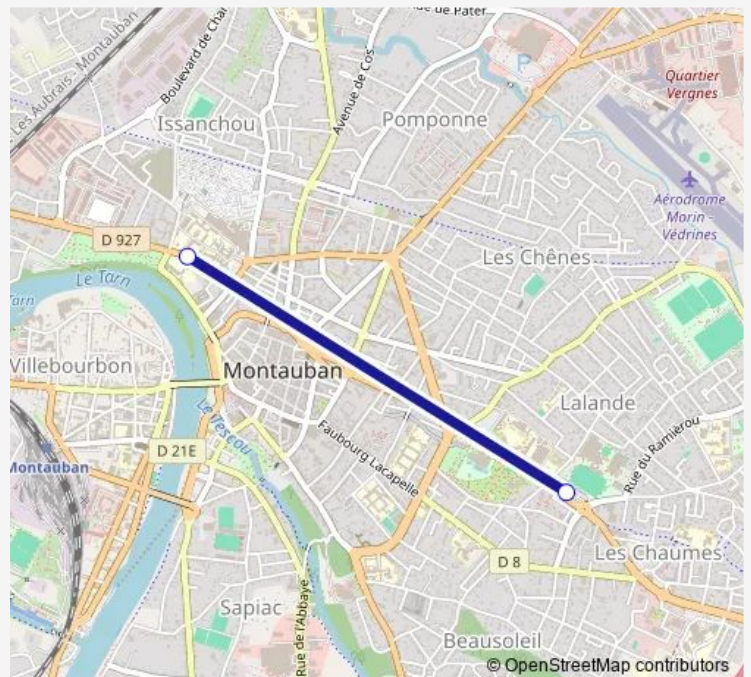 Les Aubrais - Montauban
Boulevard de Char
Issanchou
Avenue de Cos
de Pater
Pomponne
P
Quartier
Vergnes
Aérodrome
Morin -
Védrines
D 927
Le Tarn
Tarn
Les Chênes
Villebourbon
Montauban
Le Tescou
Lalande
Montauban
D 21E
Faubourg Lacapelle
Rue du Ramiérou
D 8
Les Chaumes
Sapiac
Rue de l'Abbaye
Beausoleil
© OpenStreetMap contributors